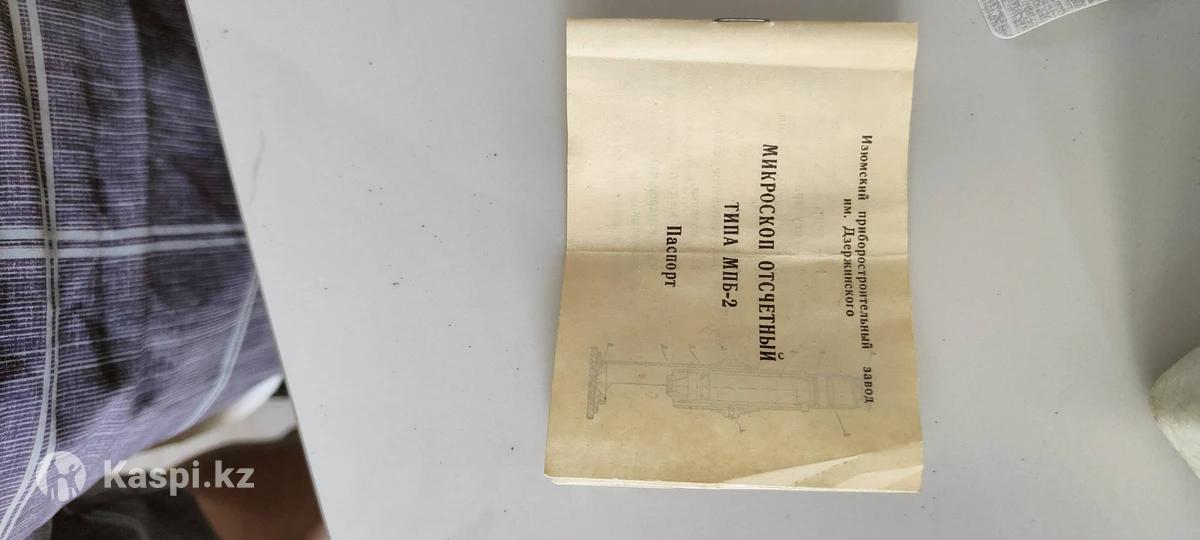 Изюмский приборостроительный завод
им. Дзержинского
МИКРОСКОП ОТСЧЕТНЫЙ
ТИПА МПБ-2
Паспорт
Kaspi.kz